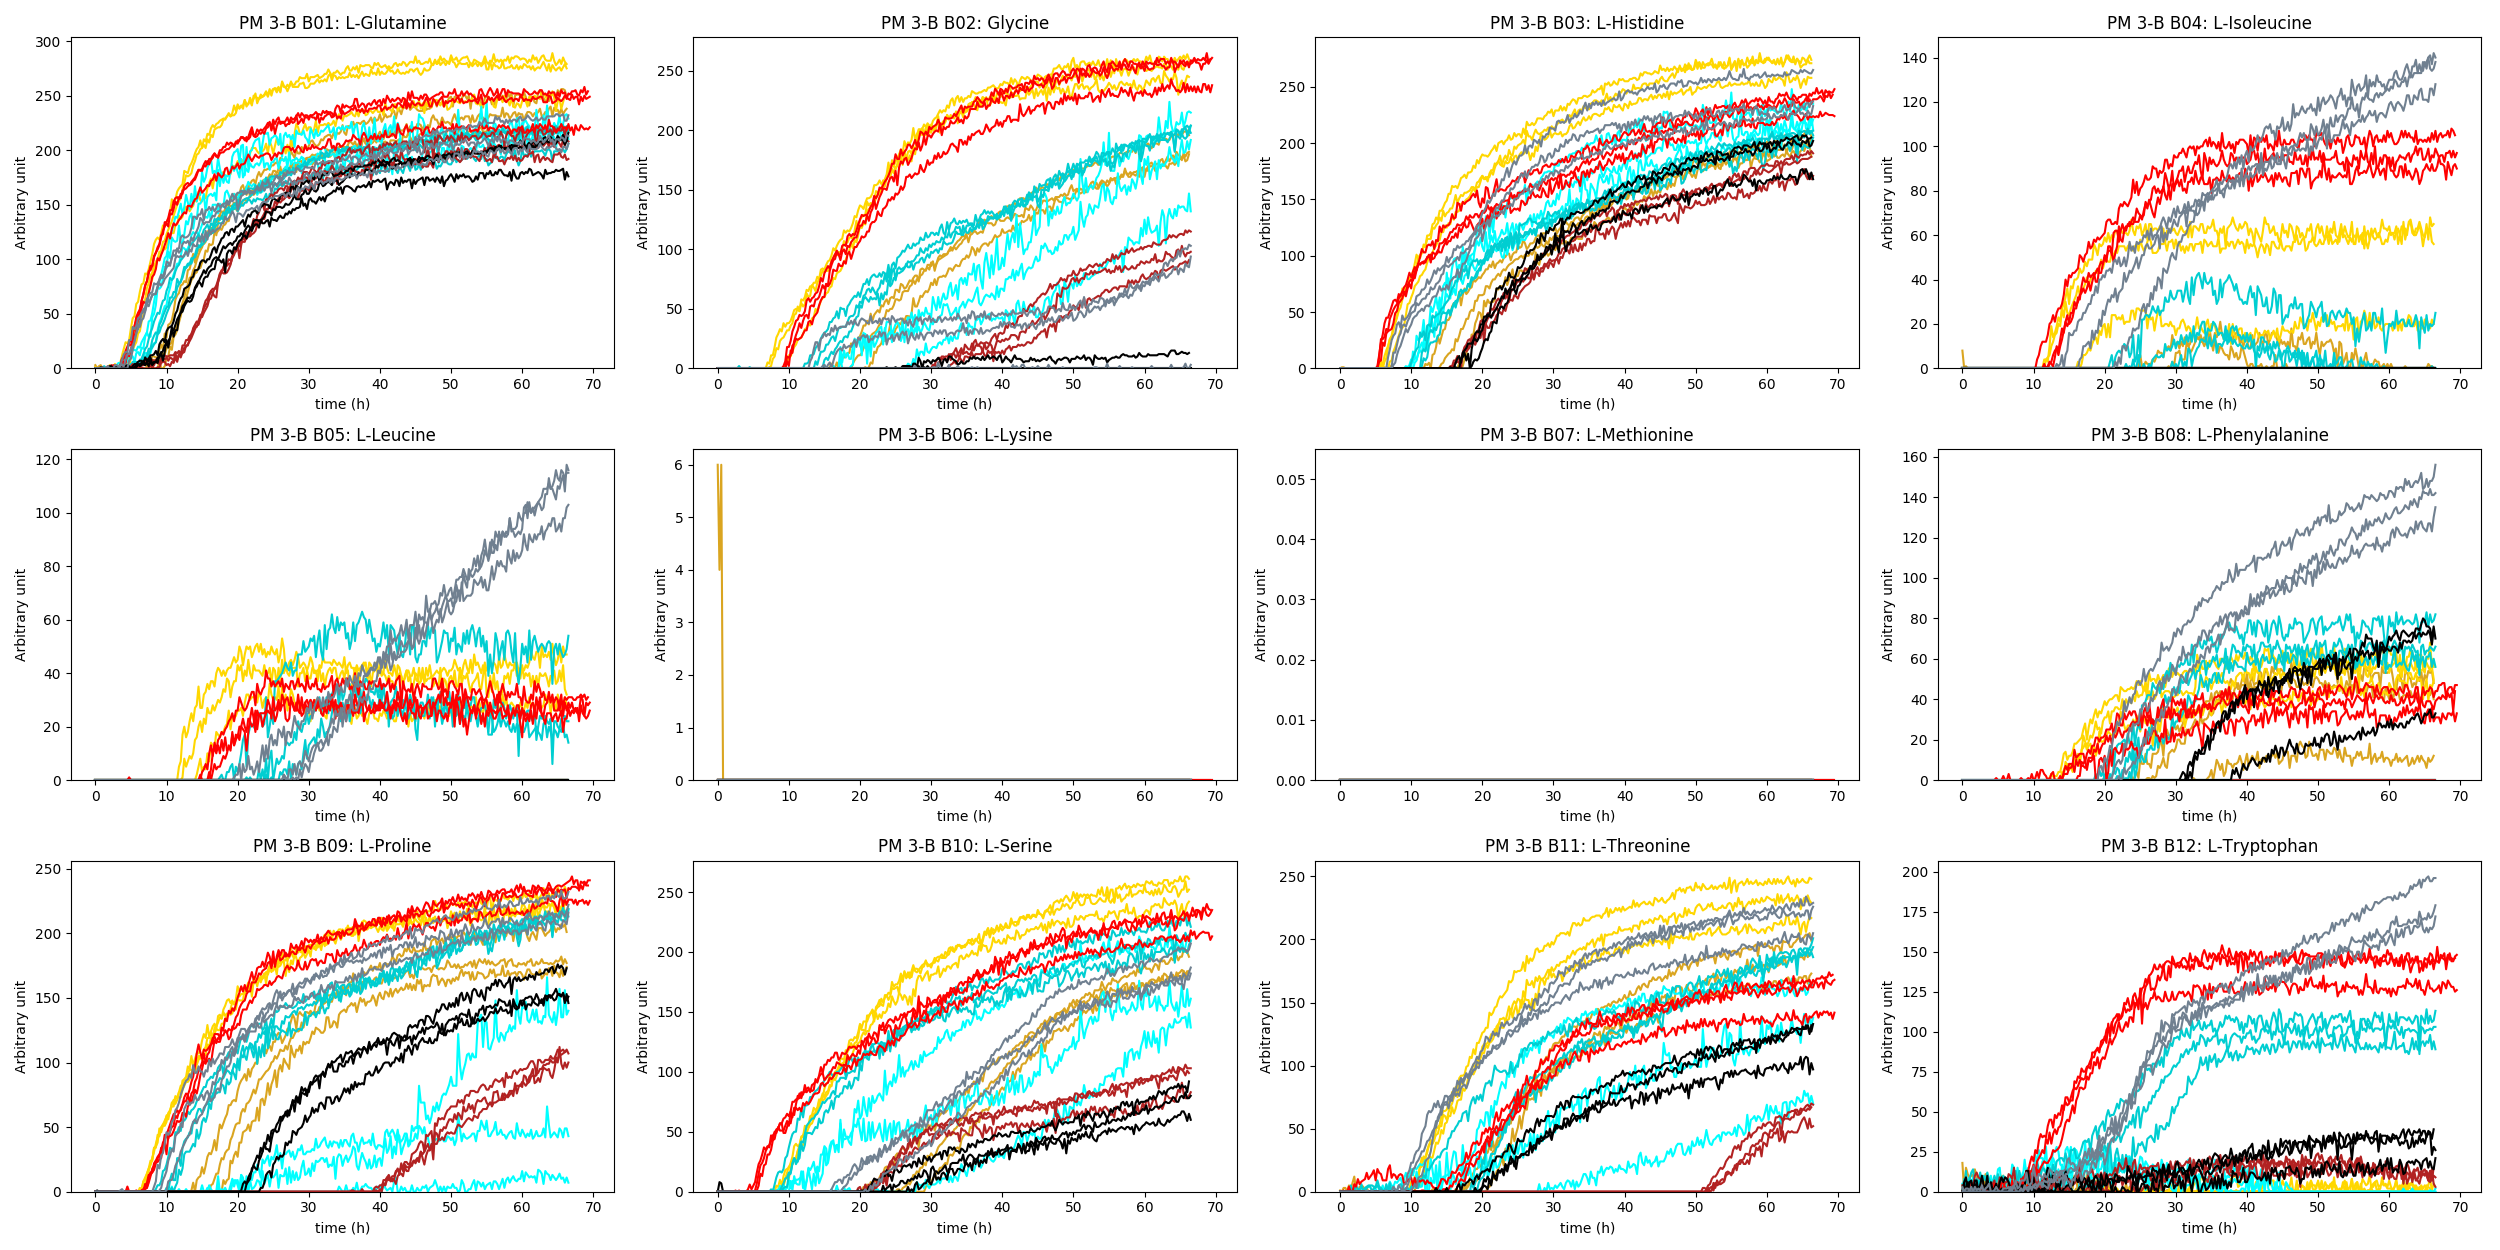 PM 3-B B01: L-Glutamine
300
250
200
150
100
50
0
Arbitrary unit
0 10 20 30 40 50 60 70
time (h)
PM 3-B B02: Glycine
250
200
150
100
50
0
Arbitrary unit
0 10 20 30 40 50 60 70
time (h)
PM 3-B B03: L-Histidine
250
200
150
100
50
0
Arbitrary unit
0 10 20 30 40 50 60 70
time (h)
PM 3-B B04: L-Isoleucine
140
120
100
80
60
40
20
0
Arbitrary unit
0 10 20 30 40 50 60 70
time (h)
PM 3-B B05: L-Leucine
120
100
80
60
40
20
0
Arbitrary unit
0 10 20 30 40 50 60 70
time (h)
PM 3-B B06: L-Lysine
6
5
4
3
2
1
0
Arbitrary unit
0 10 20 30 40 50 60 70
time (h)
PM 3-B B07: L-Methionine
0.05
0.04
0.03
0.02
0.01
0.00
Arbitrary unit
0 10 20 30 40 50 60 70
time (h)
PM 3-B B08: L-Phenylalanine
160
140
120
100
80
60
40
20
0
Arbitrary unit
0 10 20 30 40 50 60 70
time (h)
PM 3-B B09: L-Proline
250
200
150
100
50
0
Arbitrary unit
0 10 20 30 40 50 60 70
time (h)
PM 3-B B10: L-Serine
250
200
150
100
50
0
Arbitrary unit
0 10 20 30 40 50 60 70
time (h)
PM 3-B B11: L-Threonine
250
200
150
100
50
0
Arbitrary unit
0 10 20 30 40 50 60 70
time (h)
PM 3-B B12: L-Tryptophan
200
175
150
125
100
75
50
25
0
Arbitrary unit
0 10 20 30 40 50 60 70
time (h)